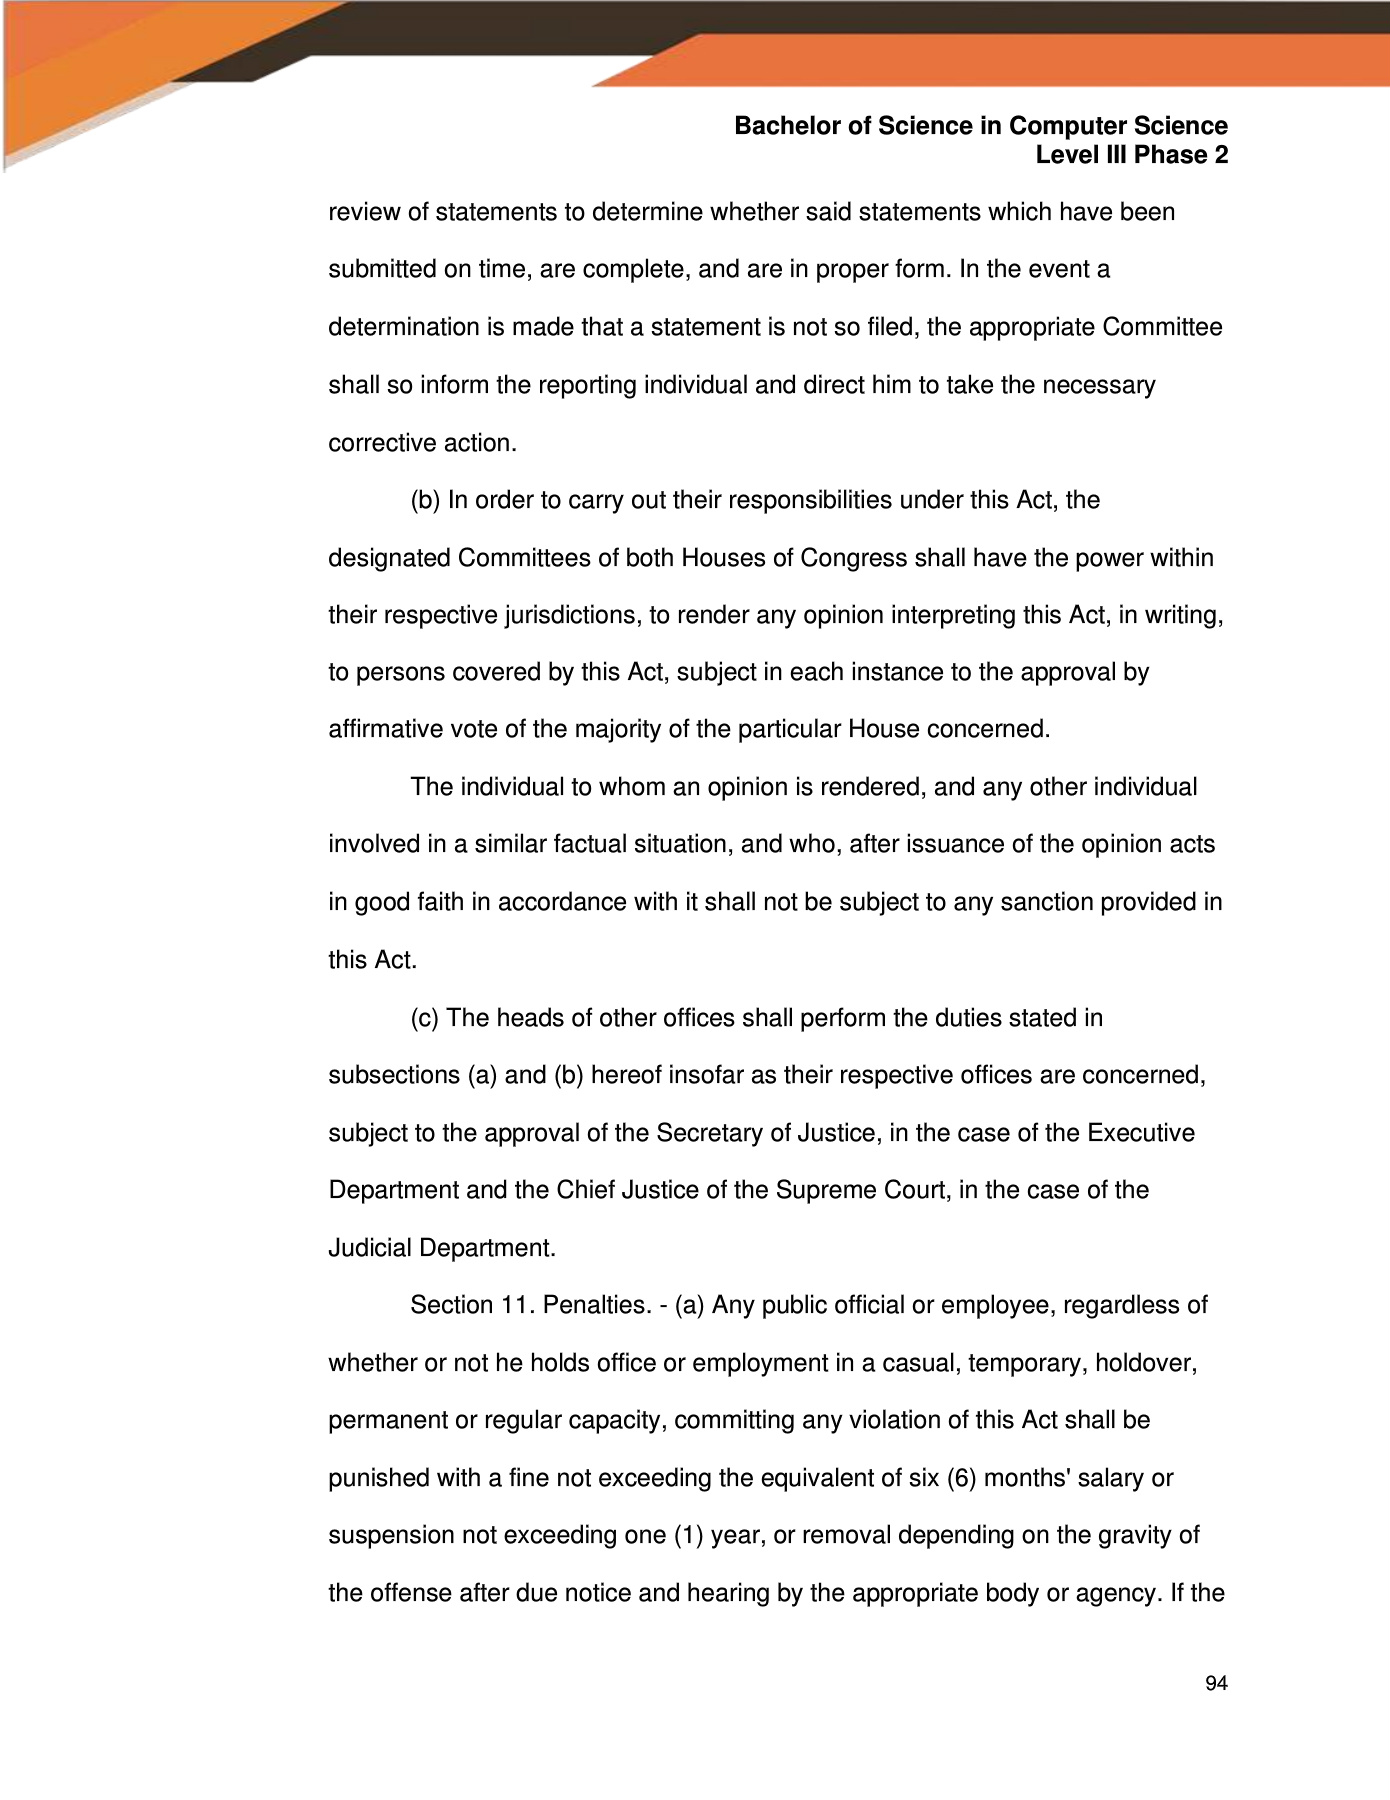 Bachelor of Science in Computer Science
Level III Phase 2
review of statements to determine whether said statements which have been
submitted on time, are complete, and are in proper form. In the event a
determination is made that a statement is not so filed, the appropriate Committee
shall so inform the reporting individual and direct him to take the necessary
corrective action.
(b) In order to carry out their responsibilities under this Act, the
designated Committees of both Houses of Congress shall have the power within
their respective jurisdictions, to render any opinion interpreting this Act, in writing,
to persons covered by this Act, subject in each instance to the approval by
affirmative vote of the majority of the particular House concerned.
The individual to whom an opinion is rendered, and any other individual
involved in a similar factual situation, and who, after issuance of the opinion acts
in good faith in accordance with it shall not be subject to any sanction provided in
this Act.
(c) The heads of other offices shall perform the duties stated in
subsections (a) and (b) hereof insofar as their respective offices are concerned,
subject to the approval of the Secretary of Justice, in the case of the Executive
Department and the Chief Justice of the Supreme Court, in the case of the
Judicial Department.
Section 11. Penalties. - (a) Any public official or employee, regardless of
whether or not he holds office or employment in a casual, temporary, holdover,
permanent or regular capacity, committing any violation of this Act shall be
punished with a fine not exceeding the equivalent of six (6) months' salary or
suspension not exceeding one (1) year, or removal depending on the gravity of
the offense after due notice and hearing by the appropriate body or agency. If the
94